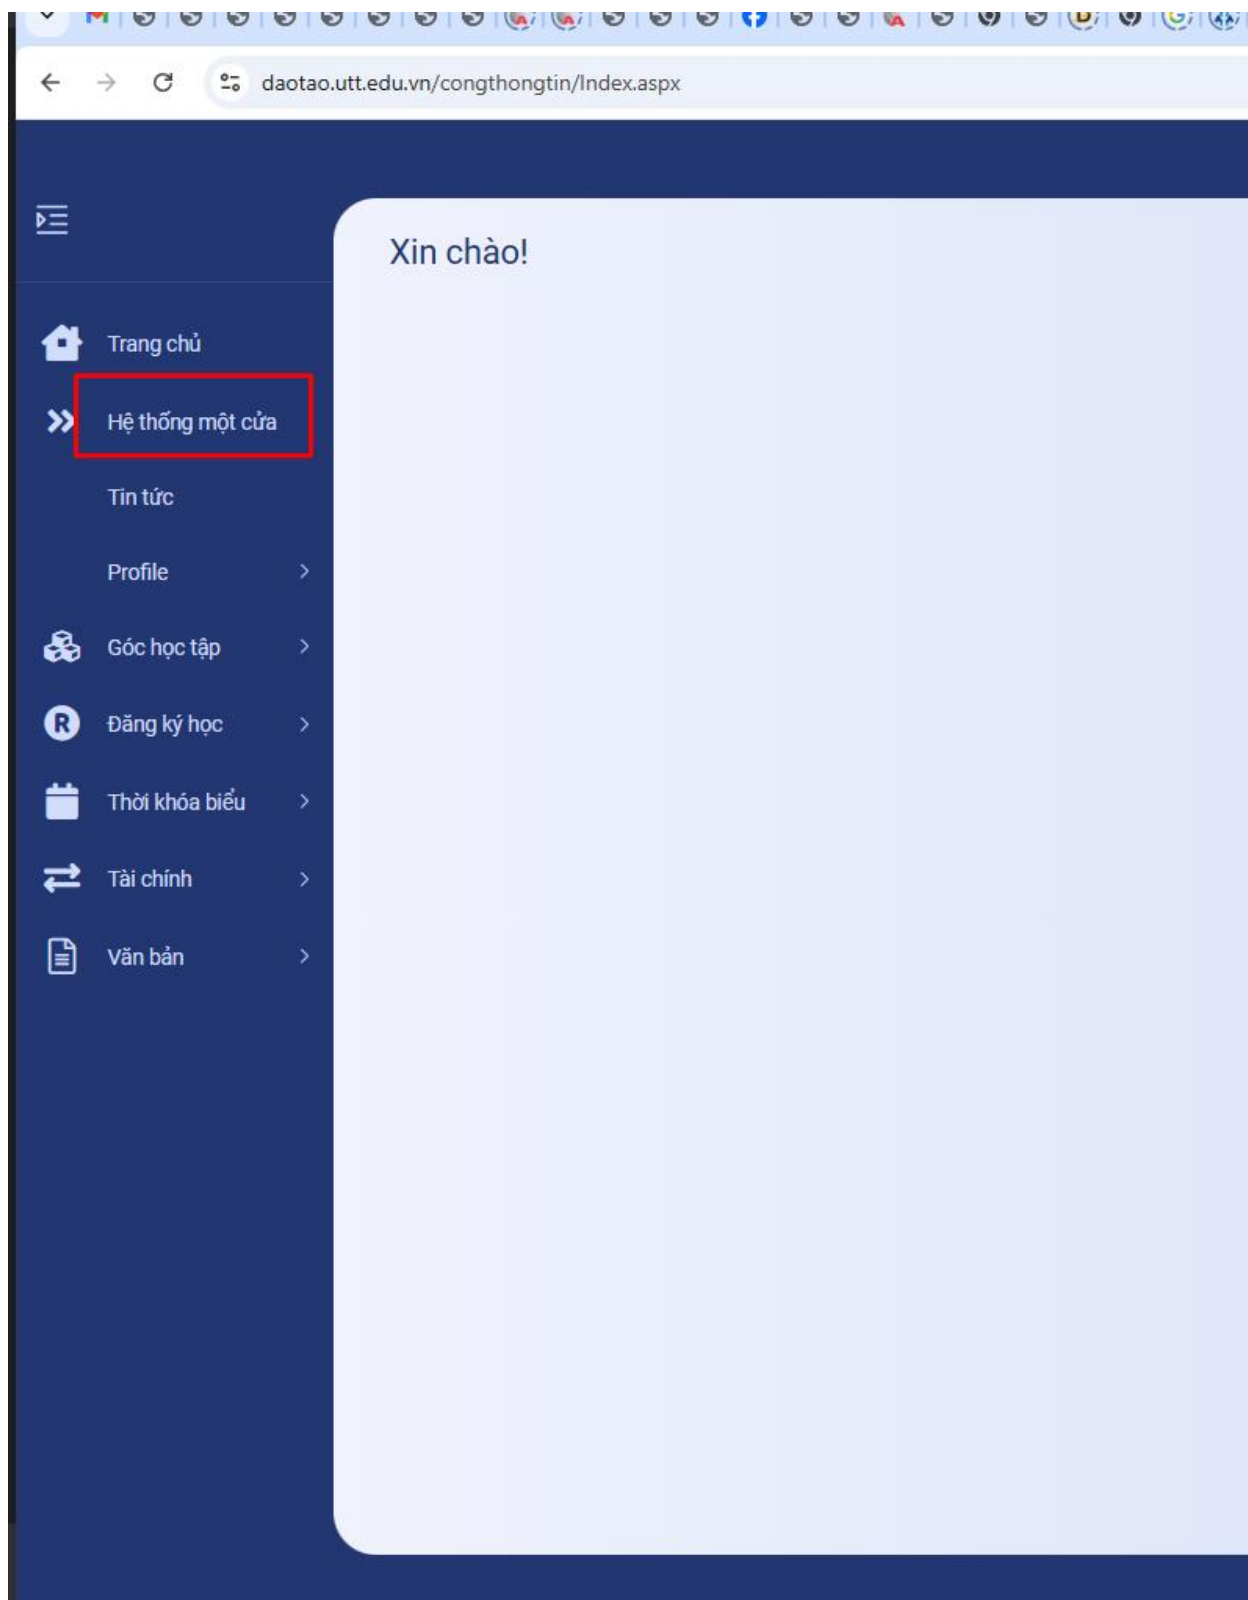 daotao.utt.edu.vn/congthongtin/Index.aspx
Xin chào!
Trang chủ
Hệ thống một cửa
Tin tức
Profile
Góc học tập
R
Đăng ký học
Thời khóa biểu
Tài chính
Văn bản